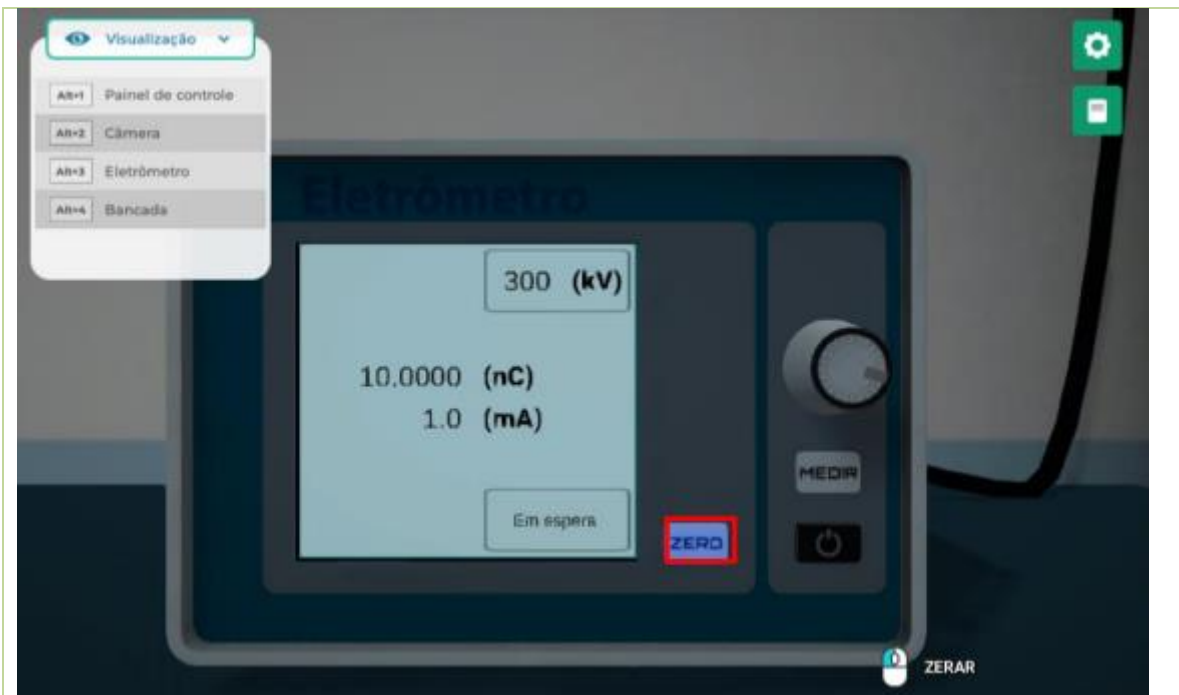 Visualização
Alt+1 Painel de controle
Alt+2 Câmera
Alt+3 Eletrômetro
Alt+4 Bancada
Eletrômetro
300 (kV)
10.0000 (nC)
1.0 (mA)
MEDIR
Em espera
ZERO
ZERAR